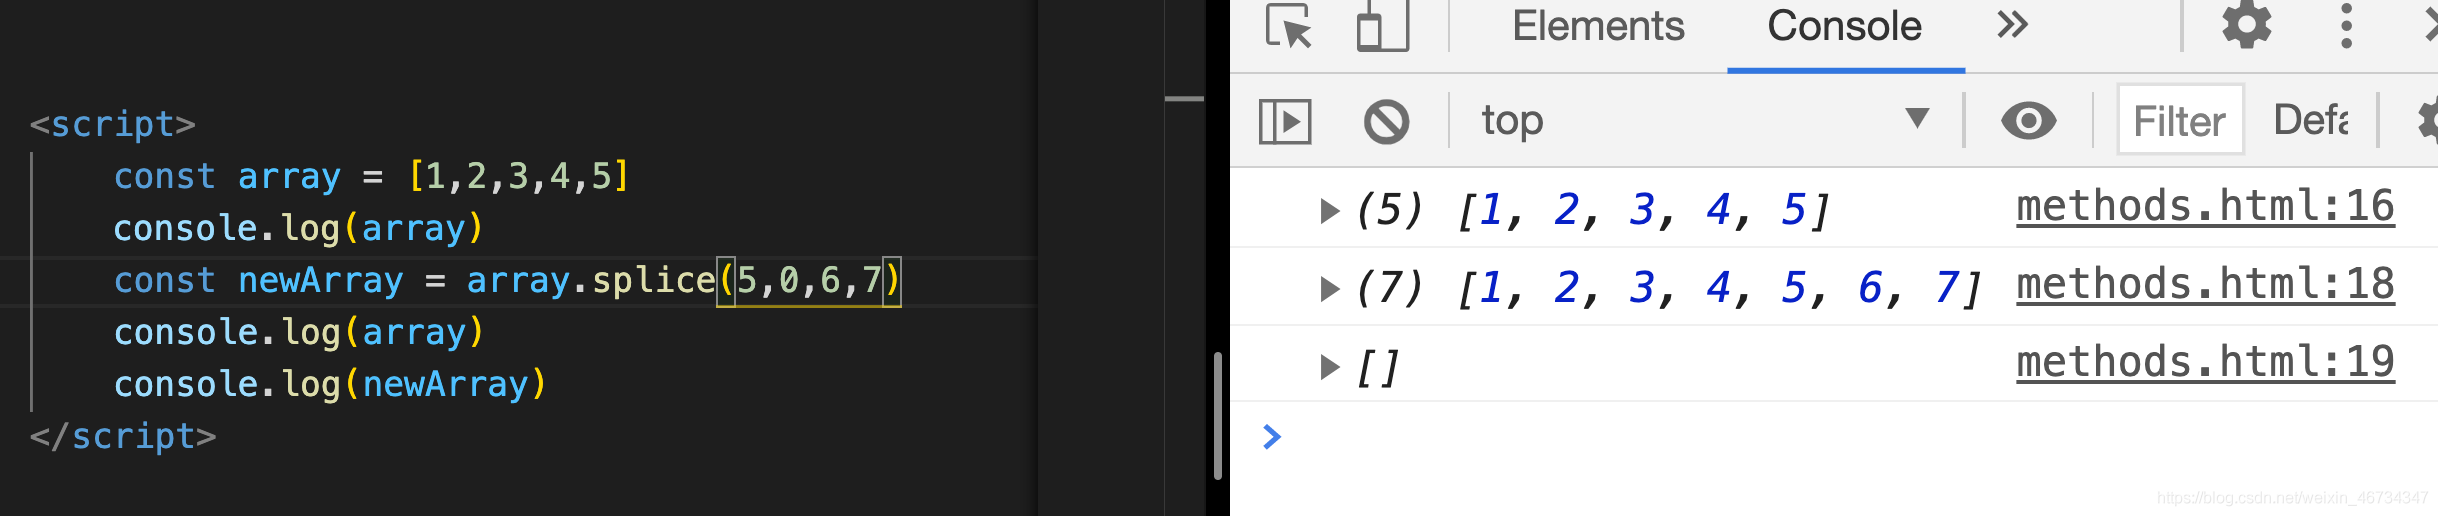 <script>
const array = [1,2,3,4,5]
console.log(array)
const newArray = array.splice(5,0,6,7)
console.log(array)
console.log(newArray)
</script>
Elements Console
top Filter
(5) [1, 2, 3, 4, 5] methods.html:16
(7) [1, 2, 3, 4, 5, 6, 7] methods.html:18
[] methods.html:19
>
https://blog.csdn.net/weixin_46734347